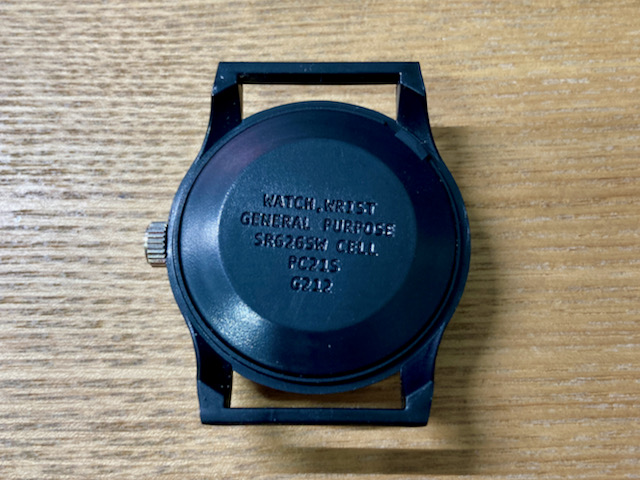 WATCH,WRIST
GENERAL PURPOSE
SR626SW CELL
PC21S
G212